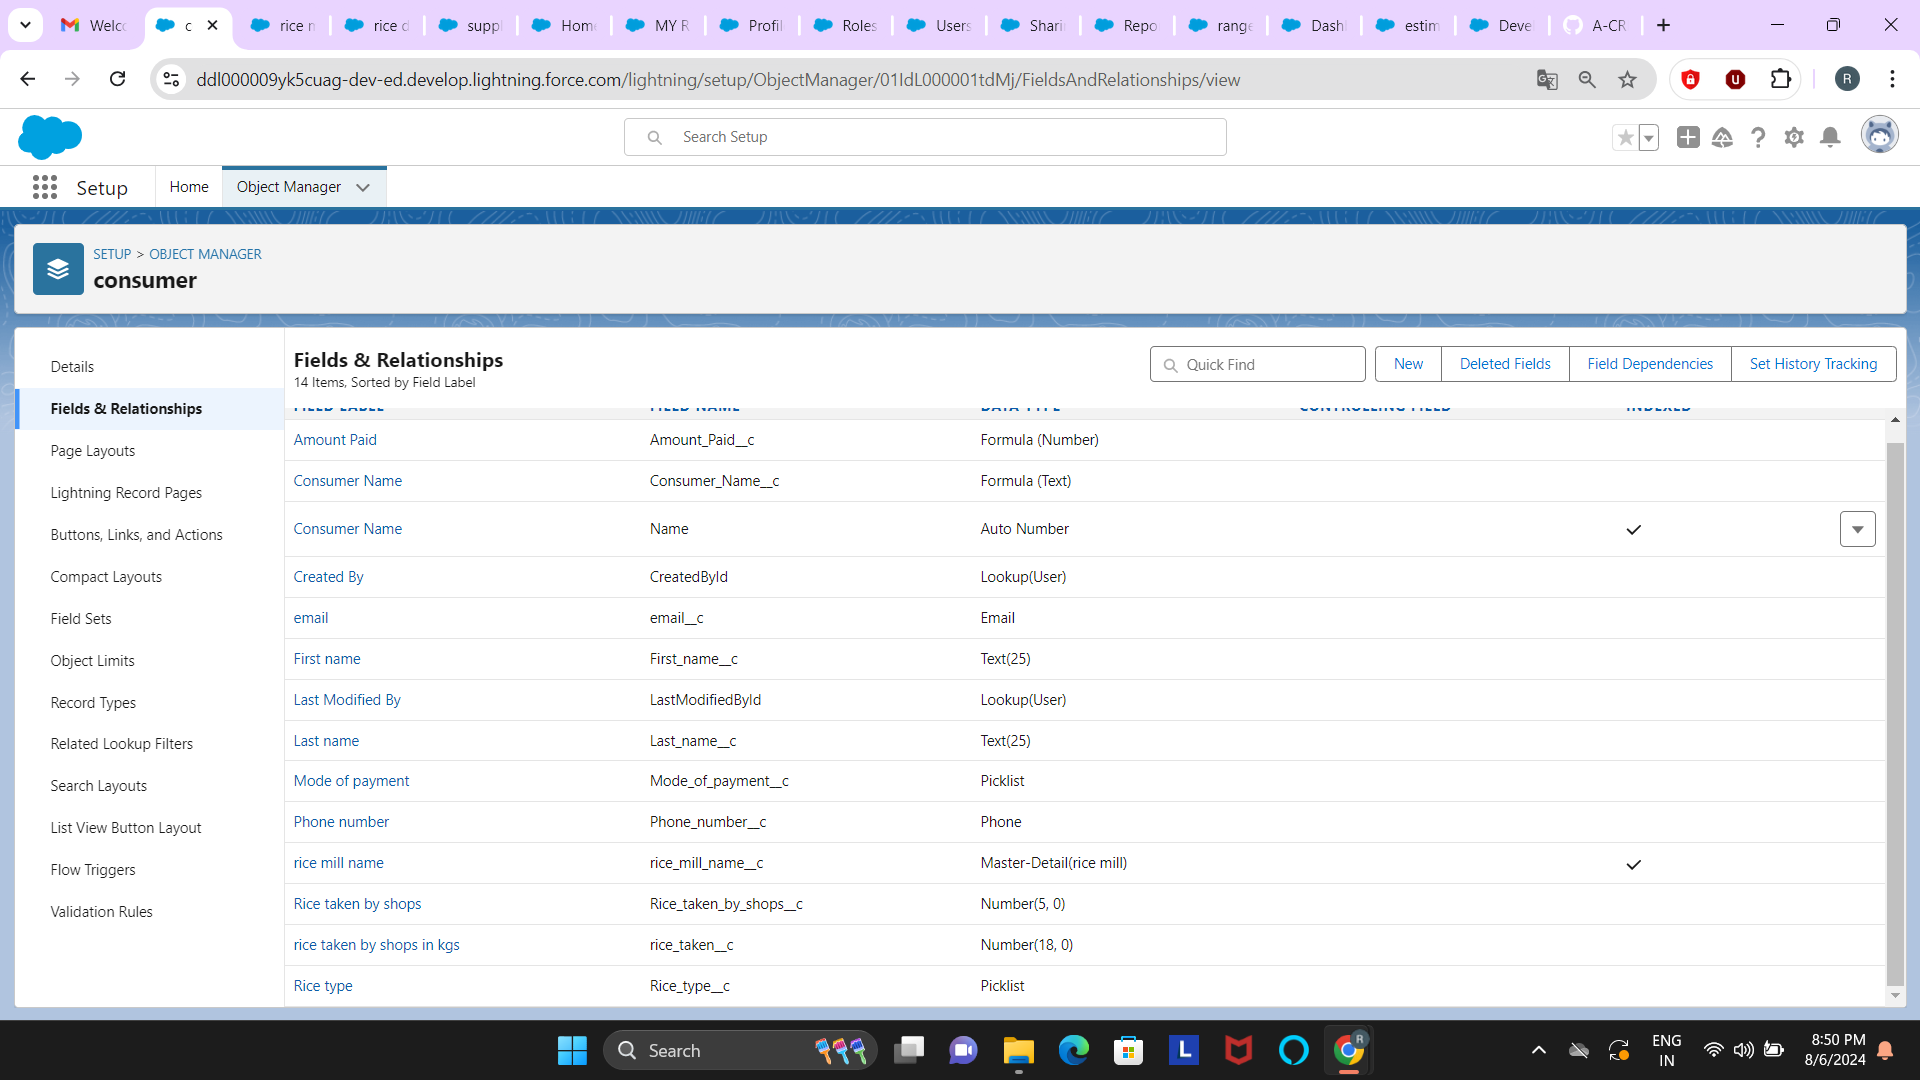 Welc
c
rice m
rice d
suppl
Home
MY R
Profil
Roles
Users
Shari
Repo
range
Dash
estim
Devel
A-CR
ddl000009yk5cuag-dev-ed.develop.lightning.force.com/lightning/setup/ObjectManager/01IdL000001tdMj/FieldsAndRelationships/view
R
Search Setup
Setup
Home
Object Manager
SETUP > OBJECT MANAGER
consumer
Details
Fields & Relationships
Page Layouts
Lightning Record Pages
Buttons, Links, and Actions
Compact Layouts
Field Sets
Object Limits
Record Types
Related Lookup Filters
Search Layouts
List View Button Layout
Flow Triggers
Validation Rules
Fields & Relationships
14 Items, Sorted by Field Label
Quick Find
New
Deleted Fields
Field Dependencies
Set History Tracking
FIELD LABEL FIELD NAME DATA TYPE CONTROLLING FIELD INDEXED
Amount Paid Amount_Paid__c Formula (Number)
Consumer Name Consumer_Name__c Formula (Text)
Consumer Name Name Auto Number
Created By CreatedById Lookup(User)
email email__c Email
First name First_name__c Text(25)
Last Modified By LastModifiedById Lookup(User)
Last name Last_name__c Text(25)
Mode of payment Mode_of_payment__c Picklist
Phone number Phone_number__c Phone
rice mill name rice_mill_name__c Master-Detail(rice mill)
Rice taken by shops Rice_taken_by_shops__c Number(5, 0)
rice taken by shops in kgs rice_taken__c Number(18, 0)
Rice type Rice_type__c Picklist
Search
L
R
ENG
IN
8:50 PM
8/6/2024